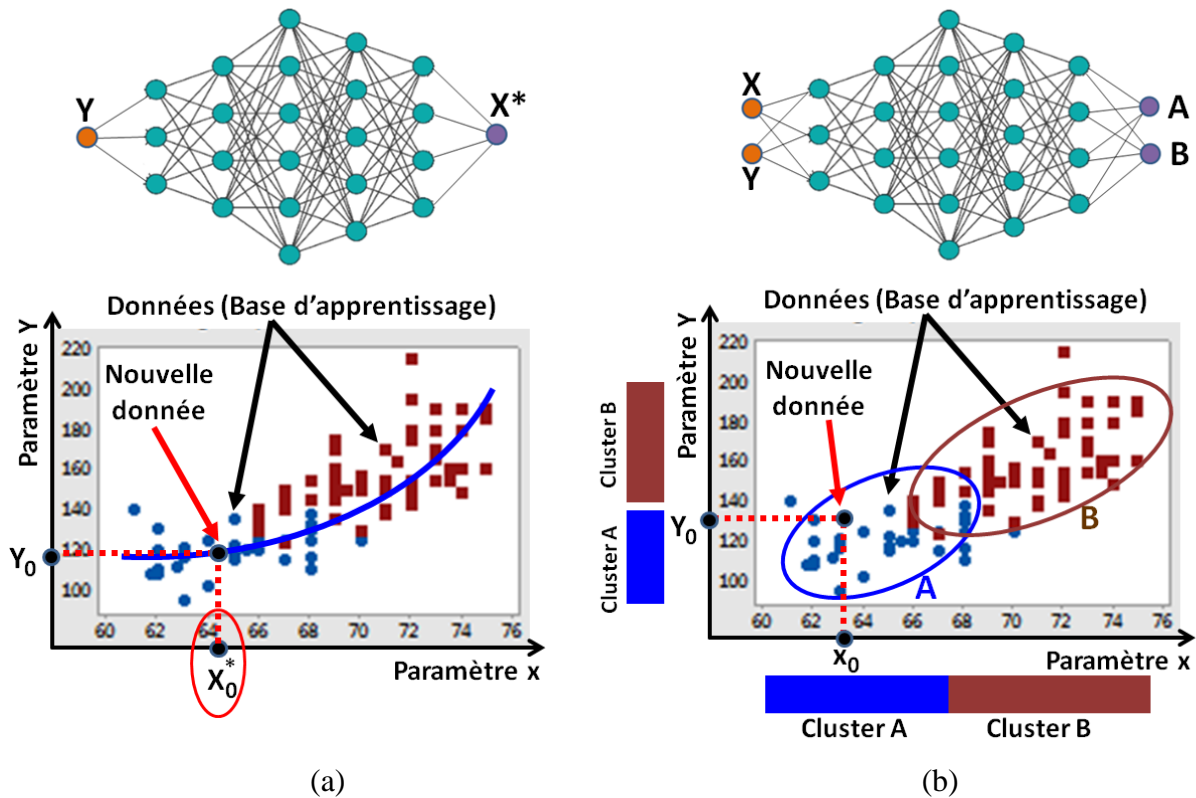 Y
X*
Données (Base d'apprentissage)
Paramètre Y
Nouvelle
donnée
220
200
180
160
140
120
100
Y0
60
62
64
66
68
70
72
74
76
X0*
Paramètre x
(a)
X
Y
A
B
Données (Base d'apprentissage)
Paramètre Y
Nouvelle
donnée
Cluster B
Cluster A
220
200
180
160
140
120
100
Y0
B
A
60
62
64
66
68
70
72
74
76
x0
Paramètre x
Cluster A
Cluster B
(b)